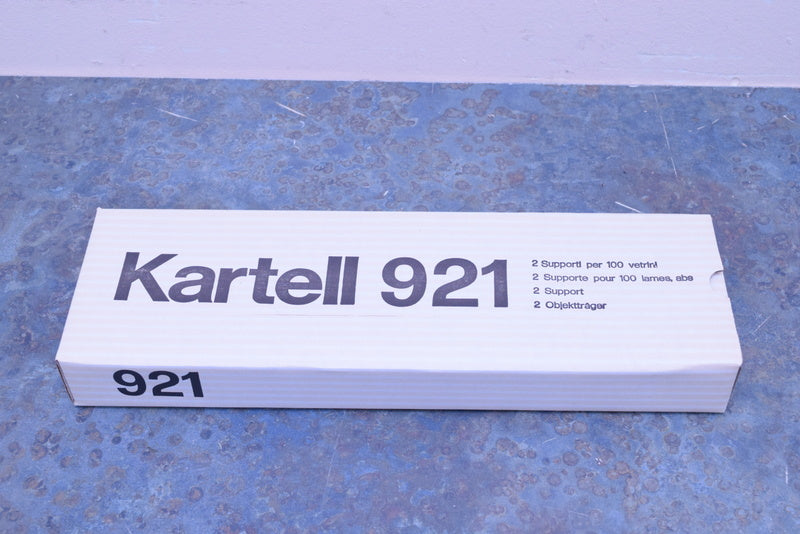 Kartell 921
2 Supporti per 100 vetrini
2 Supporte pour 100 lames, abs
2 Support
2 Objektträger
921